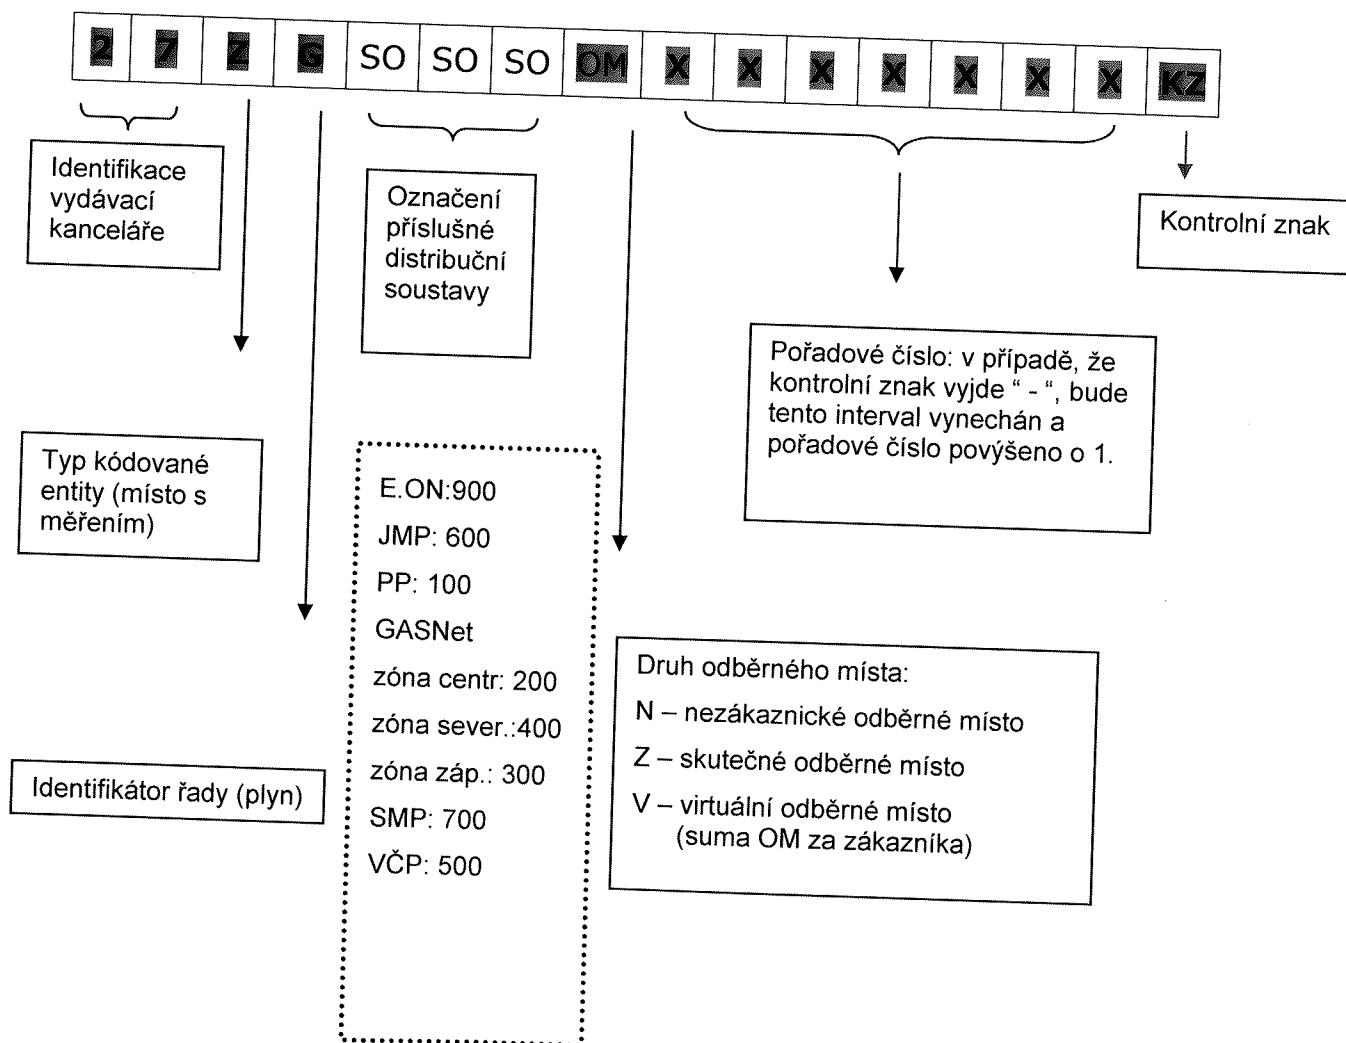 2 7 Z G SO SO SO OM X X X X X X X KZ
Identifikace
vydávací
kanceláře
Označení
příslušné
distribuční
soustavy
Kontrolní znak
Pořadové číslo: v případě, že
kontrolní znak vyjde “ - “, bude
tento interval vynechán a
pořadové číslo povýšeno o 1.
Typ kódované
entity (místo s
měřením)
E.ON:900
JMP: 600
PP: 100
GASNet
zóna centr: 200
zóna sever.:400
zóna záp.: 300
SMP: 700
VČP: 500
Druh odběrného místa:
N – nezákaznické odběrné místo
Z – skutečné odběrné místo
V – virtuální odběrné místo
(suma OM za zákazníka)
Identifikátor řady (plyn)